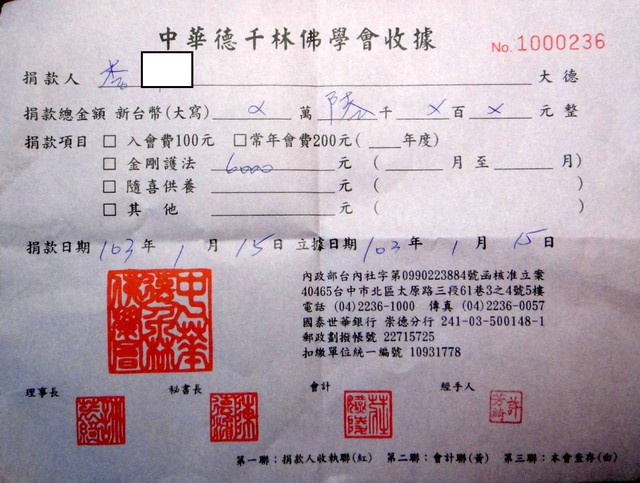 中華德千林佛學會收據
No. 1000236
捐款人 李 大德
捐款總金額 新台幣(大寫) X 萬 陸 千 X 百 X 元整
捐款項目 □ 入會費100元 □常年會費200元( 年度)
□ 金剛護法 6000 元 ( 月至 月)
□ 隨喜供養 元 ( )
□ 其他 元 ( )
捐款日期 103 年 1 月 15 日 立據日期 103 年 1 月 15 日
中華德千林佛學會
內政部台內社字第0990223884號函核准立案
40465台中市北區太原路三段61巷3之4號5樓
電話 (04)2236-1000 傳真 (04)2236-0057
國泰世華銀行 崇德分行 241-03-500148-1
郵政劃撥帳號 22715725
扣繳單位統一編號 10931778
理事長 秘書長 會計 經手人
第一聯:捐款人收執聯(紅) 第二聯:會計聯(黃) 第三聯:本會查存(白)